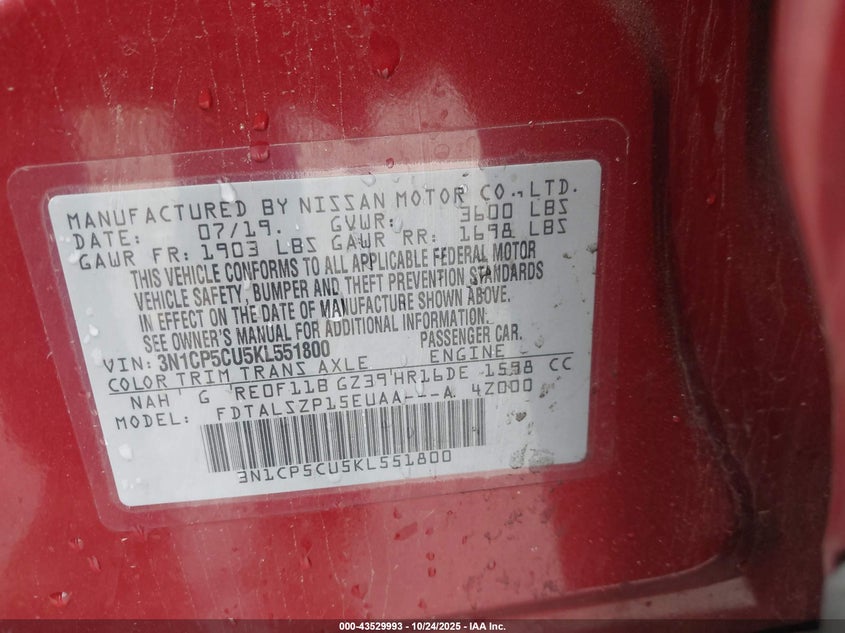 MANUFACTURED BY NISSAN MOTOR CO.,LTD.
DATE: 07/19. GVWR: 3600 LBS
GAWR FR: 1903 LBS GAWR RR: 1698 LBS
THIS VEHICLE CONFORMS TO ALL APPLICABLE FEDERAL MOTOR
VEHICLE SAFETY, BUMPER AND THEFT PREVENTION STANDARDS
IN EFFECT ON THE DATE OF MANUFACTURE SHOWN ABOVE.
SEE OWNER'S MANUAL FOR ADDITIONAL INFORMATION.
VIN: 3N1CP5CU5KL551800 PASSENGER CAR.
COLOR TRIM TRANS AXLE ENGINE
NAH G RE0F11B GZ39 HR16DE 1598 CC
MODEL: FDTALSZP15EUAA---A 4Z000
3N1CP5CU5KL551800
000-43529993 - 10/24/2025 - IAA Inc.